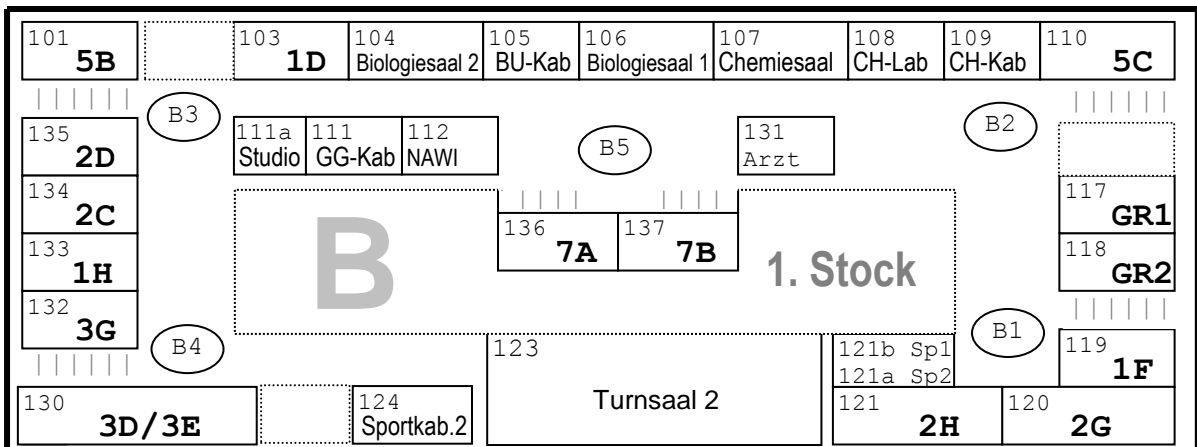 101 103 104 105 106 107 108 109 110
5B 1D Biologiesaal 2 BU-Kab Biologiesaal 1 Chemiesaal CH-Lab CH-Kab 5C
B3 B2
135 111a 111 112 B5 131
2D Studio GG-Kab NAWI Arzt
134 117
2C GR1
136 137
7A 7B
133 118
1H B 1. Stock GR2
132
3G
B4 B1
123 121b Sp1 119
121a Sp2 1F
130 124 Turnsaal 2 121 120
3D/3E Sportkab.2 2H 2G